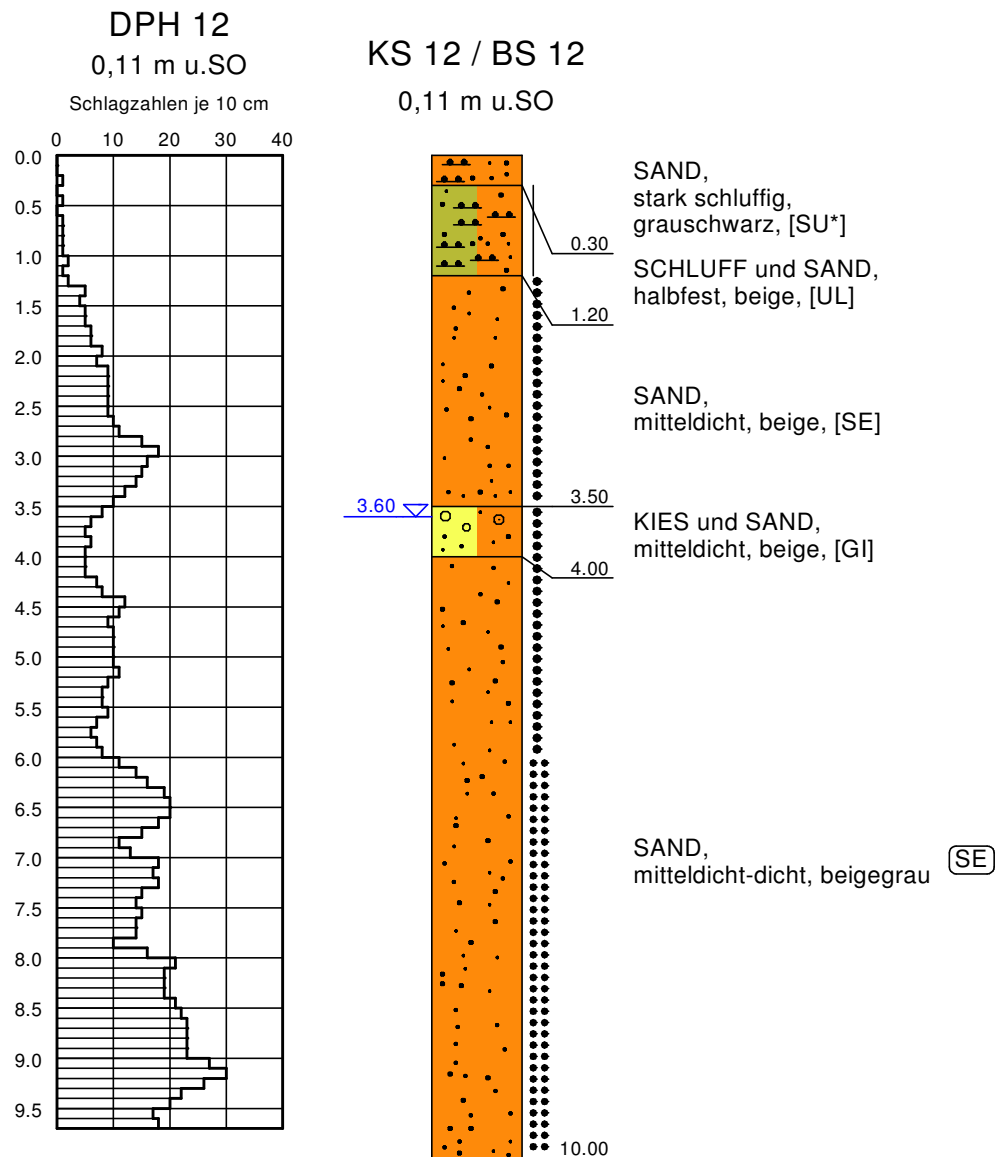 DPH 12
0,11 m u.SO
Schlagzahlen je 10 cm
0 10 20 30 40
0.0
0.5
1.0
1.5
2.0
2.5
3.0
3.5
4.0
4.5
5.0
5.5
6.0
6.5
7.0
7.5
8.0
8.5
9.0
9.5
KS 12 / BS 12
0,11 m u.SO
3.60
0.30
1.20
3.50
4.00
10.00
SAND,
stark schluffig,
grauschwarz, [SU*]
SCHLUFF und SAND,
halbfest, beige, [UL]
SAND,
mitteldicht, beige, [SE]
KIES und SAND,
mitteldicht, beige, [GI]
SAND,
mitteldicht-dicht, beigegrau SE